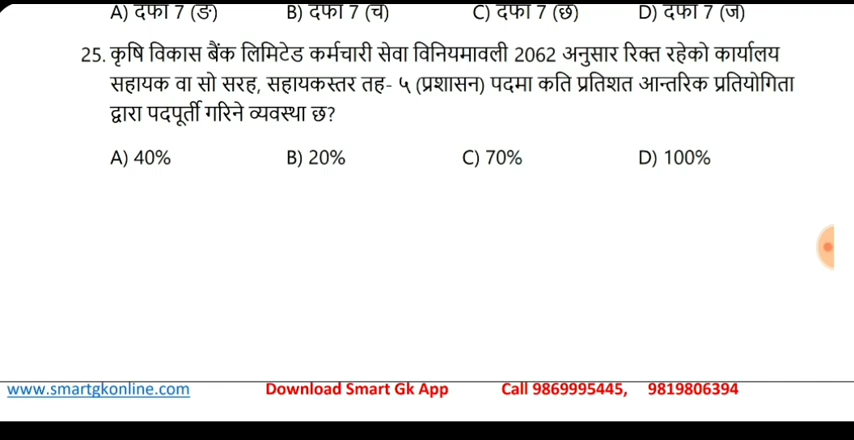 A) दफा 7 (ङ) B) दफा 7 (च) C) दफा 7 (छ) D) दफा 7 (ज)
25. कृषि विकास बैंक लिमिटेड कर्मचारी सेवा विनियमावली 2062 अनुसार रिक्त रहेको कार्यालय
सहायक वा सो सरह, सहायकस्तर तह- ५ (प्रशासन) पदमा कति प्रतिशत आन्तरिक प्रतियोगिता
द्वारा पदपूर्ती गरिने व्यवस्था छ?
A) 40% B) 20% C) 70% D) 100%
www.smartgkonline.com Download Smart Gk App Call 9869995445, 9819806394